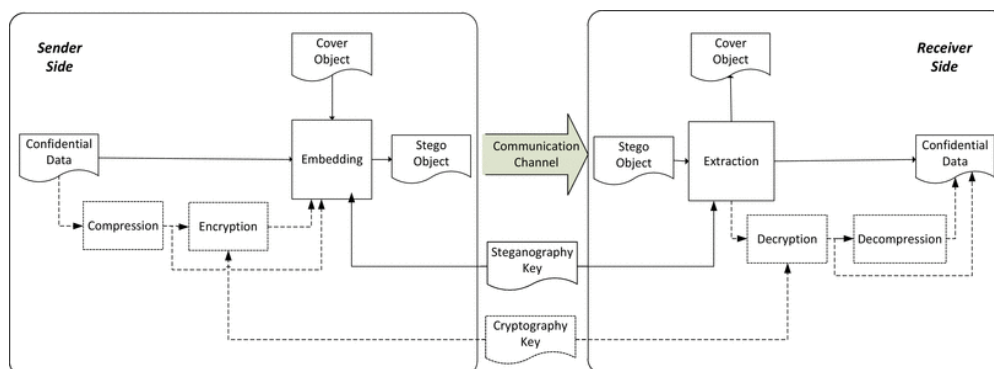 Sender
Side
Cover
Object
Confidential
Data
Embedding
Stego
Object
Compression
Encryption
Communication
Channel
Steganography
Key
Cryptography
Key
Receiver
Side
Cover
Object
Stego
Object
Extraction
Confidential
Data
Decryption
Decompression